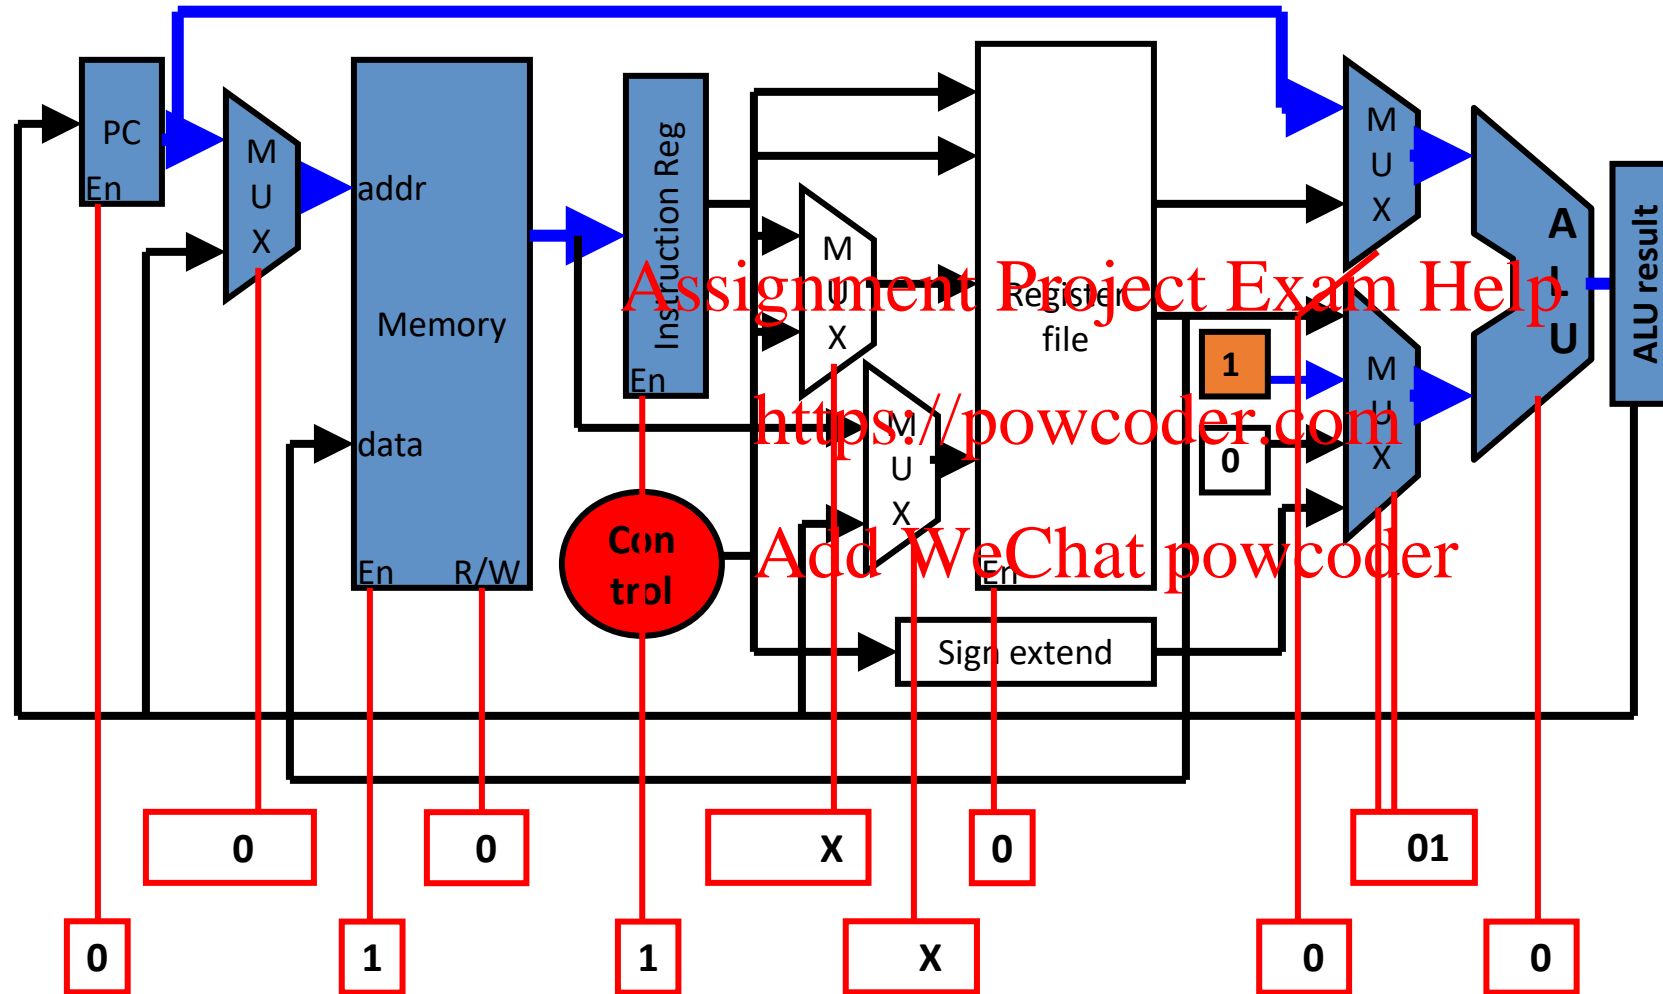 PC
En
M
U
X
addr
Memory
data
En R/W
Instruction Reg
En
Con
trol
M
U
X
M
U
X
Register
file
En
Sign extend
1
0
M
U
X
M
U
X
A
L
U
ALU result
Assignment Project Exam Help
https://powcoder.com
Add WeChat powcoder
0 0 X 0 01
0 1 1 X 0 0